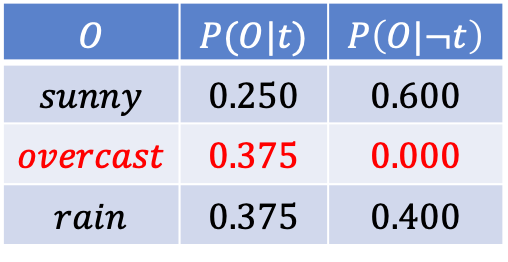 O P(O|t) P(O|¬t)
sunny 0.250 0.600
overcast 0.375 0.000
rain 0.375 0.400